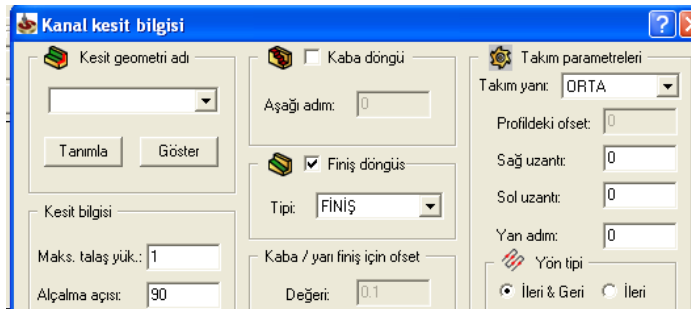 Kanal kesit bilgisi
Kesit geometri adı
Tanımla Göster
Kesit bilgisi
Maks. talaş yük.: 1
Alçalma açısı: 90
Kaba döngü
Aşağı adım: 0
Finiş döngüs
Tipi: FİNİŞ
Kaba / yarı finiş için ofset
Değeri: 0.1
Takım parametreleri
Takım yanı: ORTA
Profildeki ofset: 0
Sağ uzantı: 0
Sol uzantı: 0
Yan adım: 0
Yön tipi
İleri & Geri İleri